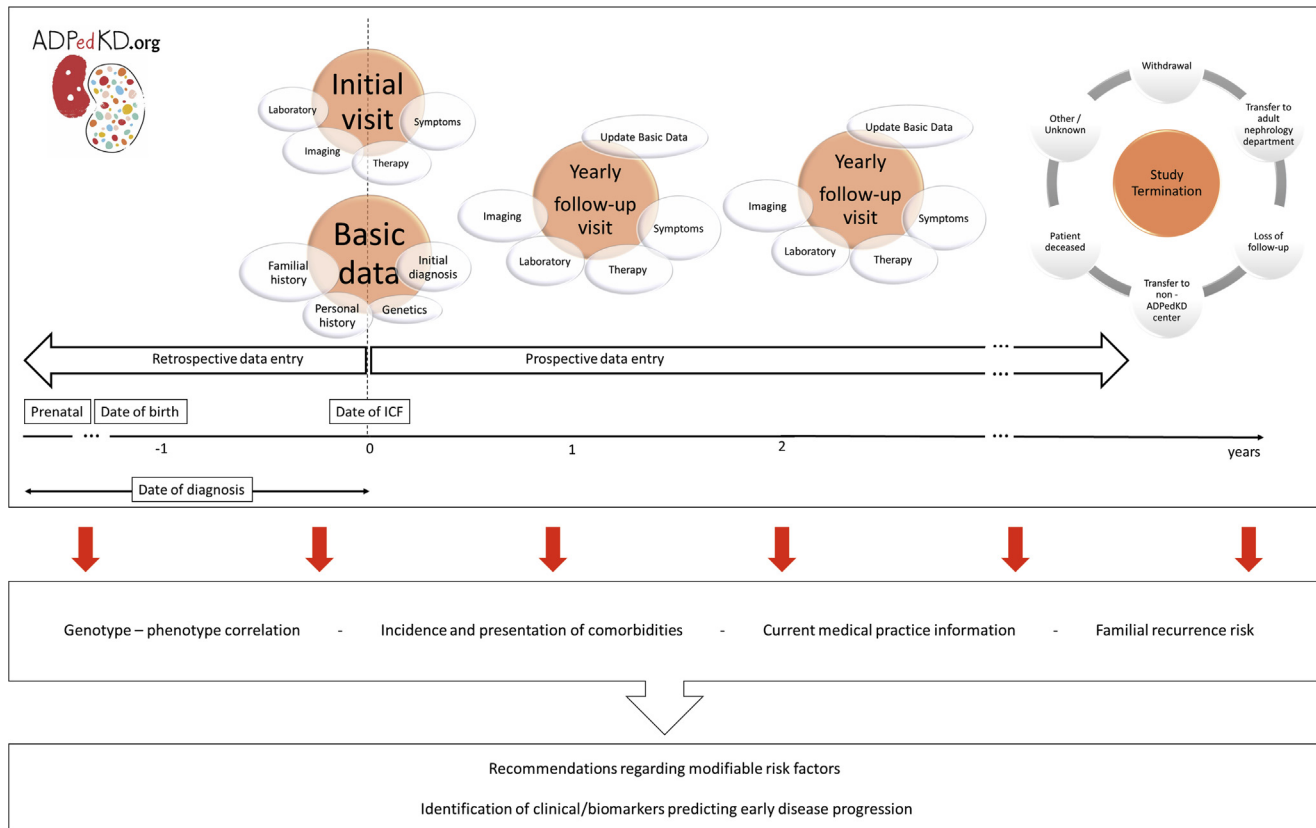 ADPedKD.org
Initial
visit
Laboratory
Symptoms
Imaging
Therapy
Basic
data
Familial
history
Initial
diagnosis
Personal
history
Genetics
Update Basic Data
Yearly
follow-up
visit
Imaging
Symptoms
Laboratory
Therapy
Update Basic Data
Yearly
follow-up
visit
Imaging
Symptoms
Laboratory
Therapy
Withdrawal
Other /
Unknown
Transfer to
adult
nephrology
department
Study
Termination
Patient
deceased
Loss of
follow-up
Transfer to
non -
ADPedKD
center
Retrospective data entry
Prospective data entry
...
...
Prenatal
Date of birth
Date of ICF
...
...
-1
0
1
2
years
Date of diagnosis
Genotype – phenotype correlation - Incidence and presentation of comorbidities - Current medical practice information - Familial recurrence risk
Recommendations regarding modifiable risk factors
Identification of clinical/biomarkers predicting early disease progression